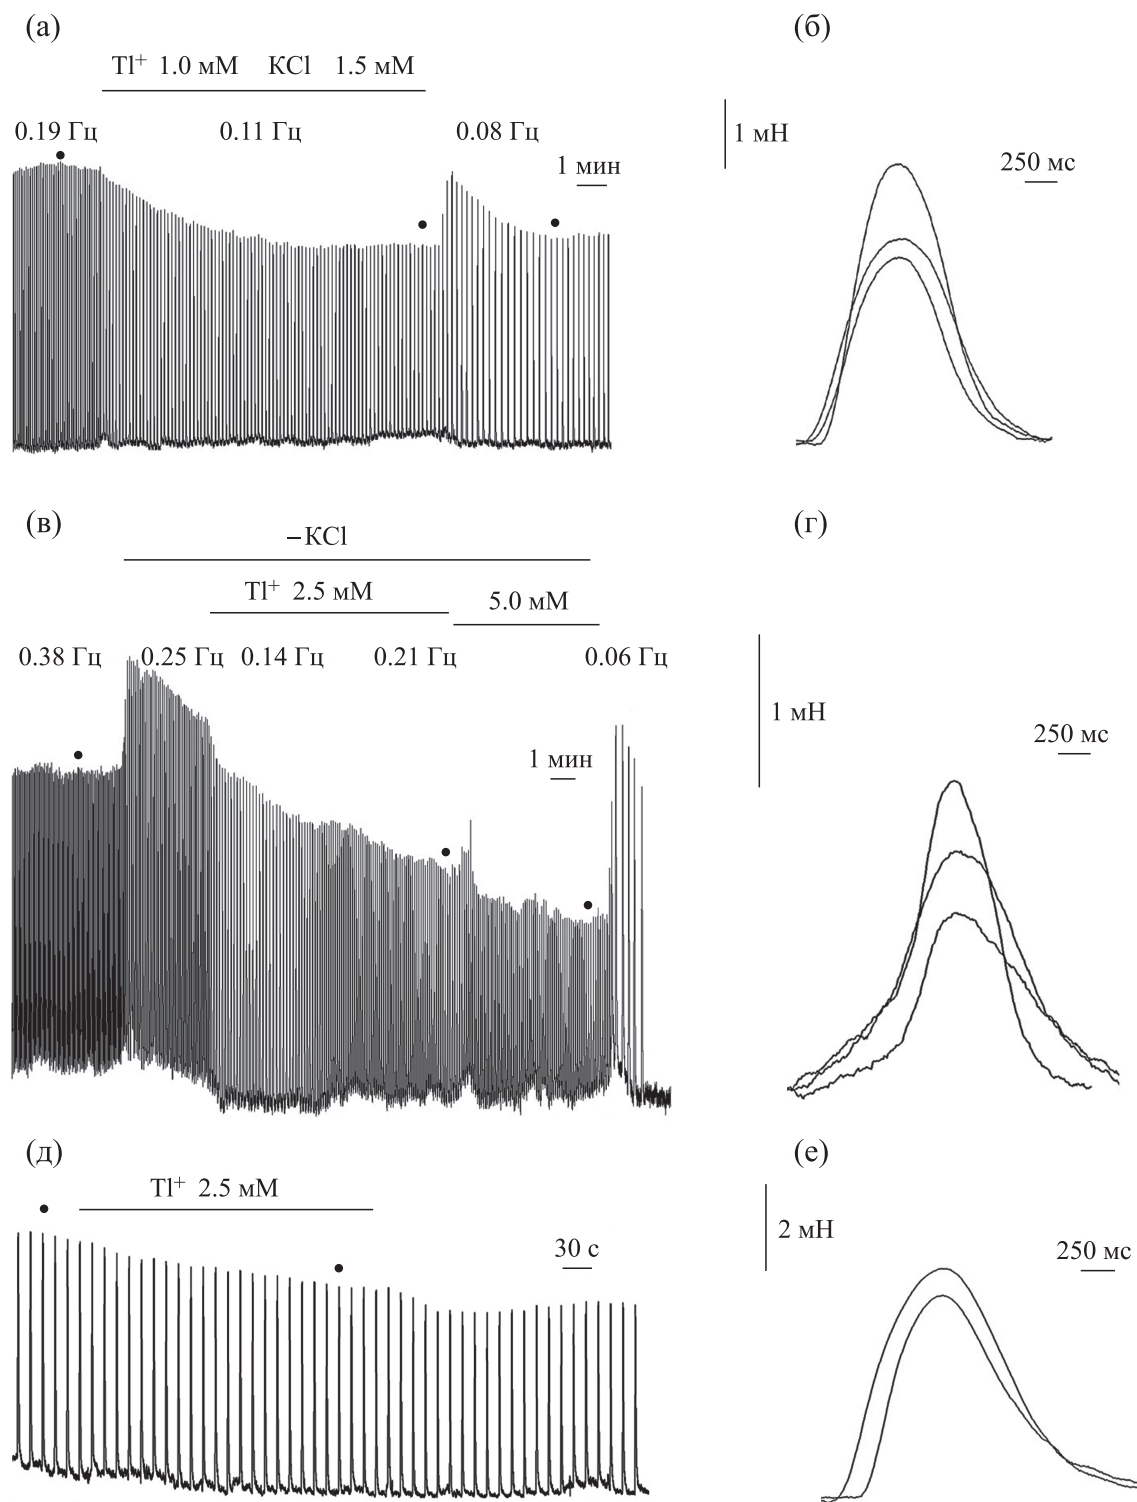 (а)
Tl+ 1.0 мМ KCl 1.5 мМ
0.19 Гц 0.11 Гц 0.08 Гц
1 мин
(б)
1 мН
250 мс
(в)
–KCl
Tl+ 2.5 мМ
5.0 мМ
0.38 Гц 0.25 Гц 0.14 Гц 0.21 Гц 0.06 Гц
1 мин
(г)
1 мН
250 мс
(д)
Tl+ 2.5 мМ
30 с
(е)
2 мН
250 мс